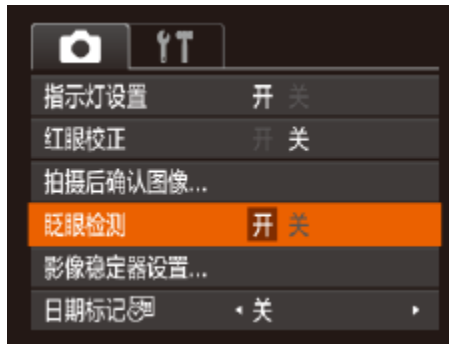 指示灯设置 开 关
红眼校正 开 关
拍摄后确认图像...
眨眼检测 开 关
影像稳定器设置...
日期标记 关